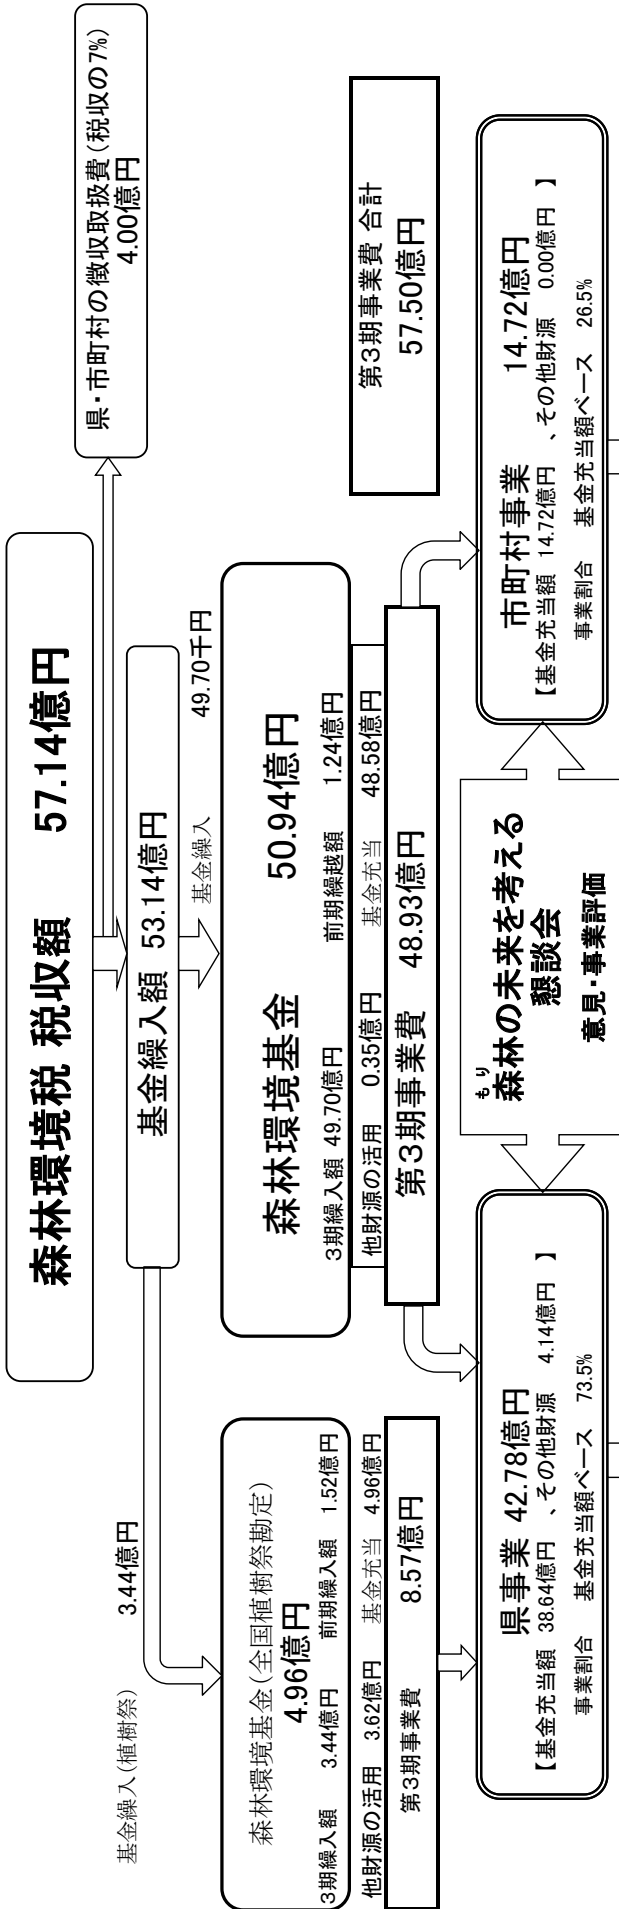 森林環境税 税収額 57.14億円
県・市町村の徴収取扱費(税収の7%)
4.00億円
基金繰入額 53.14億円
基金繰入(植樹祭)
3.44億円
基金繰入
49.70千円
森林環境基金(全国植樹祭勘定)
4.96億円
3期繰入額 3.44億円 前期繰入額 1.52億円
他財源の活用 3.62億円 基金充当 4.96億円
第3期事業費 8.57億円
森林環境基金 50.94億円
3期繰入額 49.70億円 前期繰越額 1.24億円
他財源の活用 0.35億円 基金充当 48.58億円
第3期事業費 48.93億円
第3期事業費 合計
57.50億円
県事業 42.78億円
【基金充当額 38.64億円 、その他財源 4.14億円 】
事業割合 基金充当額ベース 73.5%
もり
森林の未来を考える
懇談会
意見・事業評価
市町村事業 14.72億円
【基金充当額 14.72億円 、その他財源 0.00億円 】
事業割合 基金充当額ベース 26.5%